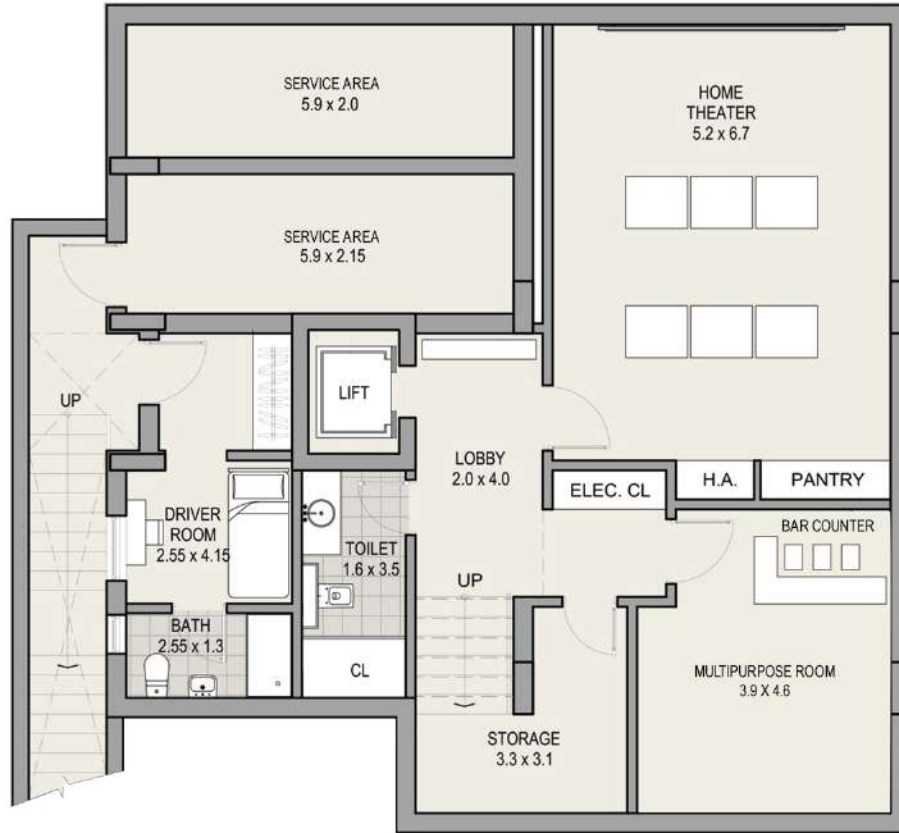 SERVICE AREA
5.9 x 2.0
HOME
THEATER
5.2 x 6.7
SERVICE AREA
5.9 x 2.15
UP
LIFT
LOBBY
2.0 x 4.0
ELEC. CL
H.A.
PANTRY
DRIVER
ROOM
2.55 x 4.15
TOILET
1.6 x 3.5
BAR COUNTER
UP
BATH
2.55 x 1.3
CL
MULTIPURPOSE ROOM
3.9 X 4.6
STORAGE
3.3 x 3.1